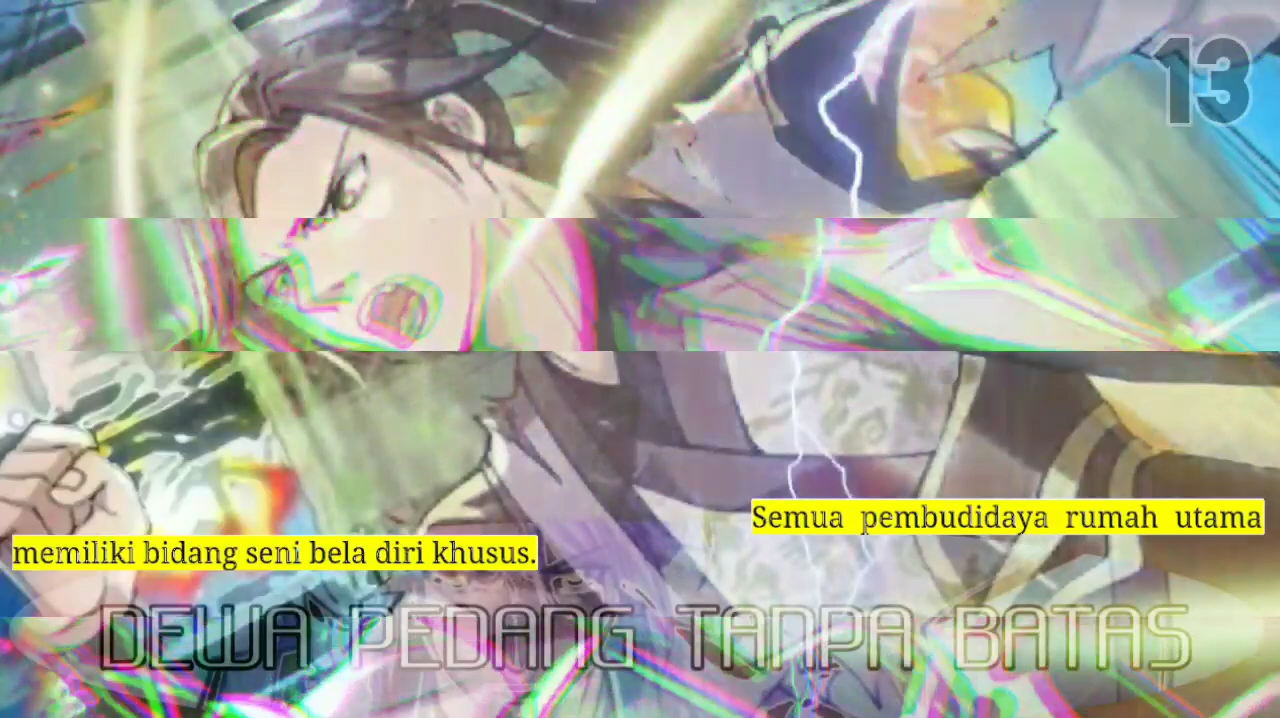 13
Semua pembudidaya rumah utama
memiliki bidang seni bela diri khusus.
DEWA PEDANG TANPA BATAS